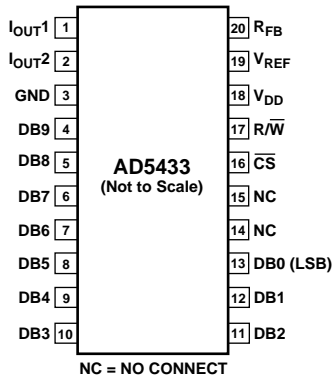 IOUT1 1
IOUT2 2
GND 3
DB9 4
DB8 5
DB7 6
DB6 7
DB5 8
DB4 9
DB3 10
AD5433
(Not to Scale)
20 RFB
19 VREF
18 VDD
17 R/W̅
16 C̅S̅
15 NC
14 NC
13 DB0 (LSB)
12 DB1
11 DB2
NC = NO CONNECT